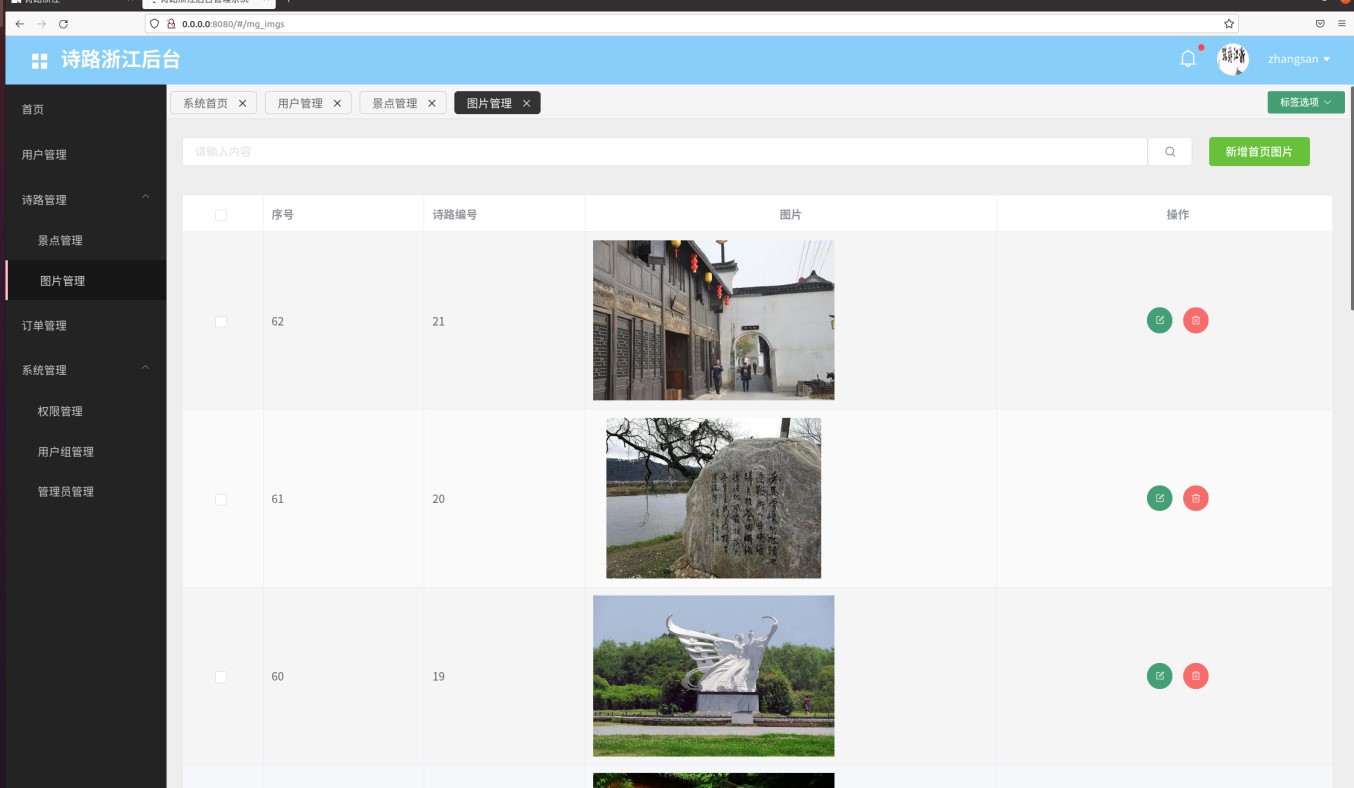 0.0.0.0:8080/#/mg_imgs
诗路浙江后台
zhangsan
首页
用户管理
诗路管理
景点管理
图片管理
订单管理
系统管理
权限管理
用户组管理
管理员管理
系统首页
用户管理
景点管理
图片管理
标签选项
请输入内容
新增首页图片
序号 诗路编号 图片 操作
62 21
61 20
60 19